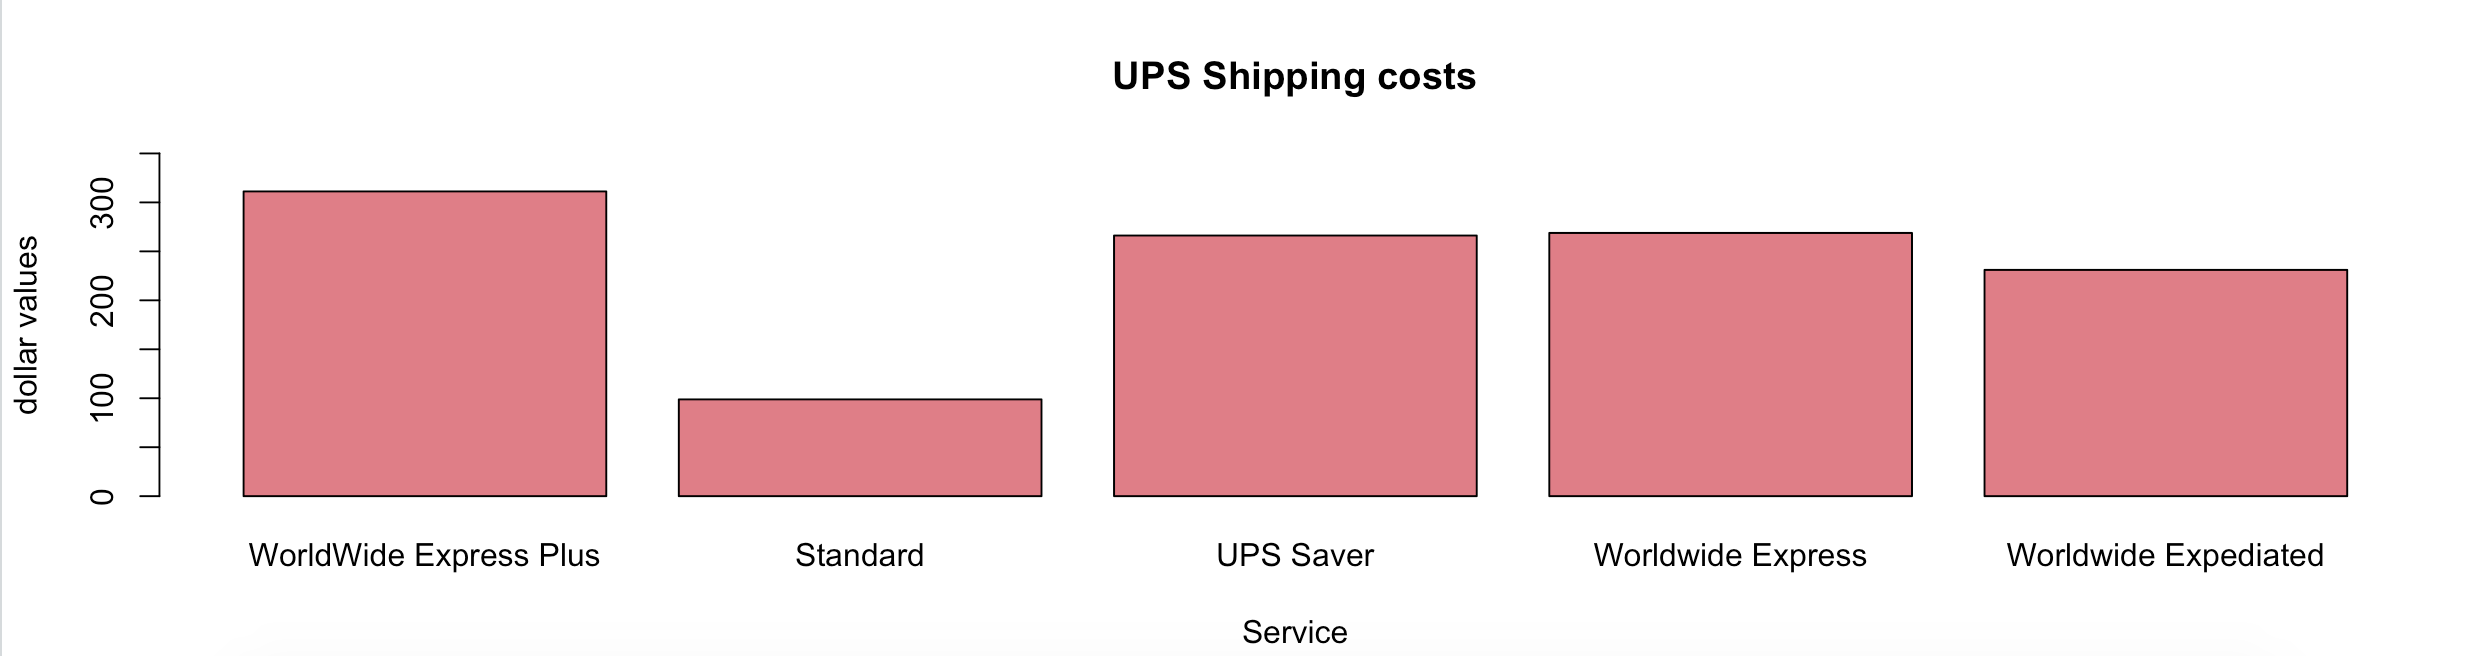 UPS Shipping costs
dollar values
300
200
100
0
WorldWide Express Plus
Standard
UPS Saver
Worldwide Express
Worldwide Expediated
Service